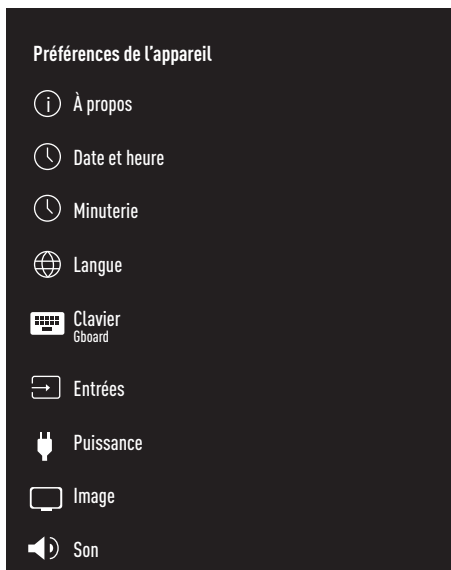 Préférences de l’appareil
À propos
Date et heure
Minuterie
Langue
Clavier
Gboard
Entrées
Puissance
Image
Son